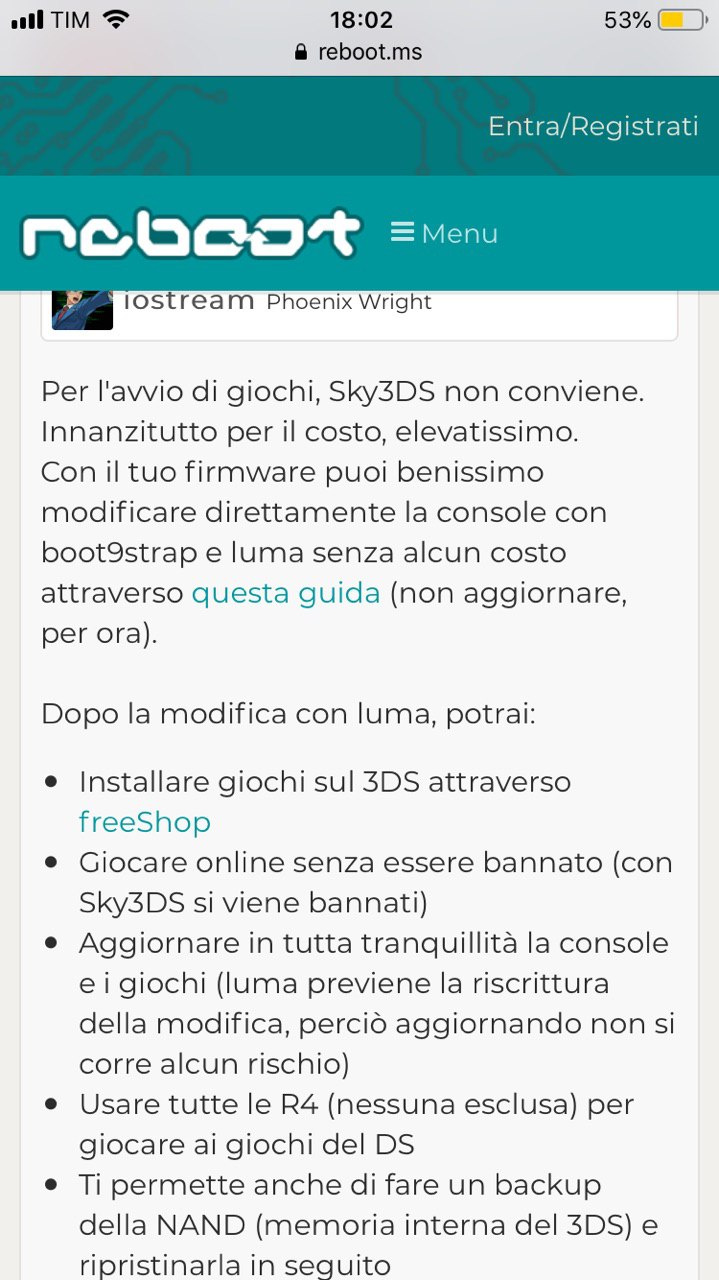 TIM 18:02 53%
reboot.ms
Entra/Registrati
reboot Menu
iostream Phoenix Wright
Per l'avvio di giochi, Sky3DS non conviene.
Innanzitutto per il costo, elevatissimo.
Con il tuo firmware puoi benissimo
modificare direttamente la console con
boot9strap e luma senza alcun costo
attraverso questa guida (non aggiornare,
per ora).
Dopo la modifica con luma, potrai:
• Installare giochi sul 3DS attraverso
freeShop
• Giocare online senza essere bannato (con
Sky3DS si viene bannati)
• Aggiornare in tutta tranquillità la console
e i giochi (luma previene la riscrittura
della modifica, perciò aggiornando non si
corre alcun rischio)
• Usare tutte le R4 (nessuna esclusa) per
giocare ai giochi del DS
• Ti permette anche di fare un backup
della NAND (memoria interna del 3DS) e
ripristinarla in seguito